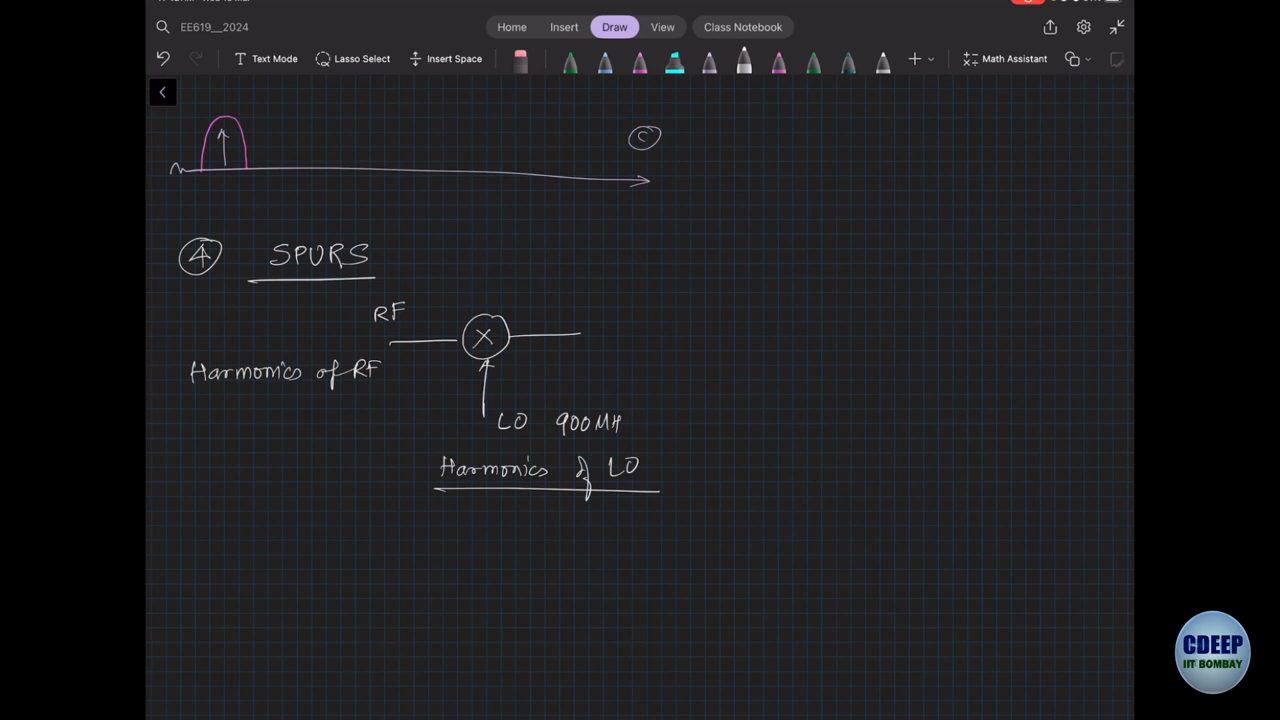 EE619__2024
Home Insert Draw View Class Notebook
Text Mode Lasso Select Insert Space Math Assistant
C
4 SPURS
RF
X
Harmonics of RF
LO 900MH
Harmonics of LO
CDEEP
IIT BOMBAY